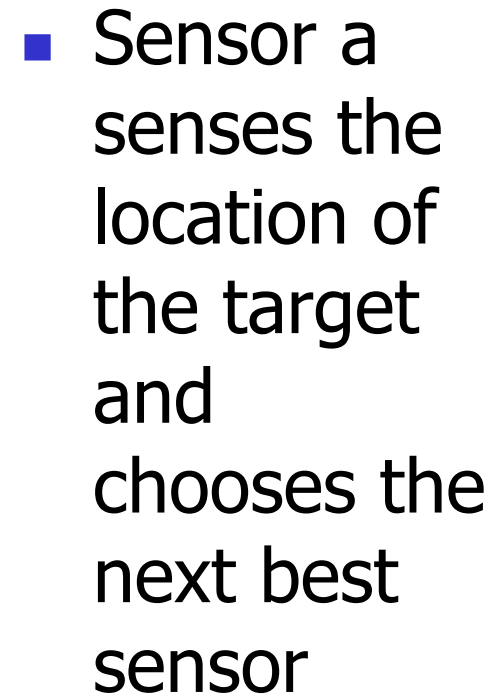 Sensor a
senses the
location of
the target
and
chooses the
next best
sensor